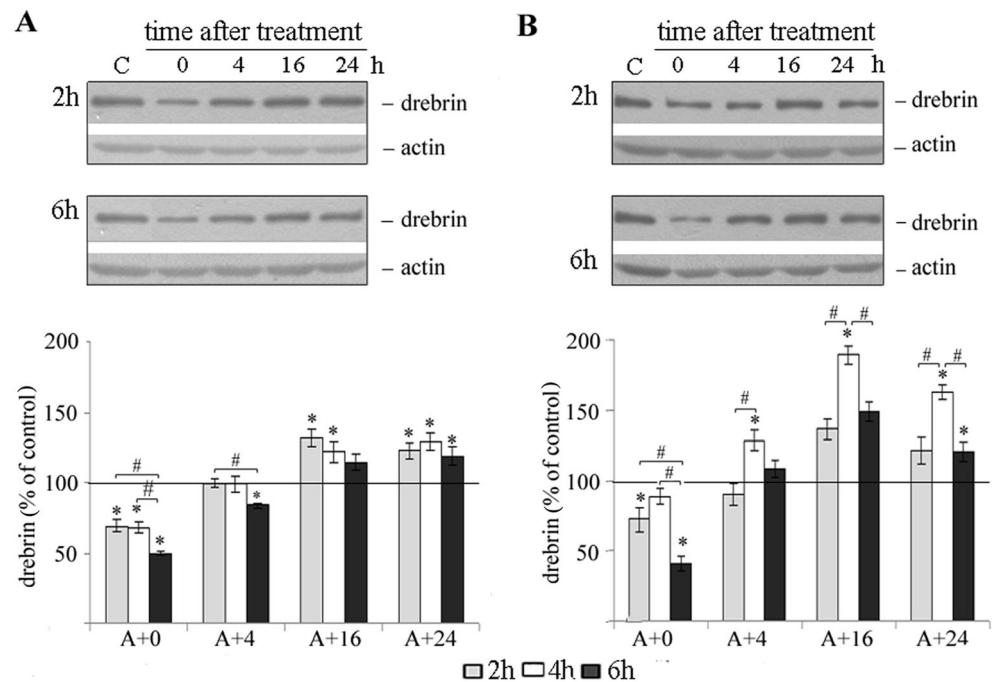 A
time after treatment
C 0 4 16 24 h
2h
– drebrin
– actin
6h
– drebrin
– actin
drebrin (% of control)
200
150
100
50
# # #
* * * * * * * * *
A+0 A+4 A+16 A+24
B
time after treatment
C 0 4 16 24 h
2h
– drebrin
– actin
– drebrin
6h
– actin
drebrin (% of control)
200
150
100
50
# # # # # # #
* * * * * *
A+0 A+4 A+16 A+24
2h 4h 6h